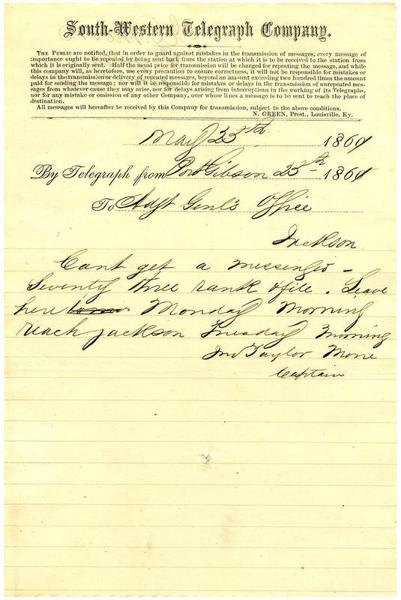 South-Western Telegraph Company.
THE PUBLIC are notified, that in order to guard against mistakes in the transmission of messages, every message of
importance ought to be repeated by being sent back from the station at which it is to be received to the station from
which it is originally sent. Half the usual price for transmission will be charged for repeating the message, and while
this company will, as heretofore, use every precaution to ensure correctness, it will not be responsible for mistakes or
delays in the transmission or delivery of repeated messages, beyond an amount exceeding two hundred times the amount
paid for sending the message; nor will it be responsible for mistakes or delays in the transmission of unrepeated mes-
sages from whatever cause they may arise, nor for delays arising from interruptions in the working of its Telegraphs,
nor for any mistake or omission of any other Company, over whose lines a message is to be sent to reach the place of
destination.
All messages will hereafter be received by this Company for transmission, subject to the above conditions.
N. GREEN, Prest., Louisville, Ky.
May 23rd 1861
By Telegraph from Port Gibson 23rd 1861
To Adjt Genl's Office
Jackson
Cant get a messenger -
Seventy three rank & file. Leave
here Monday Morning
reach Jackson Tuesday Morning
Jno Taylor Moore
Captain